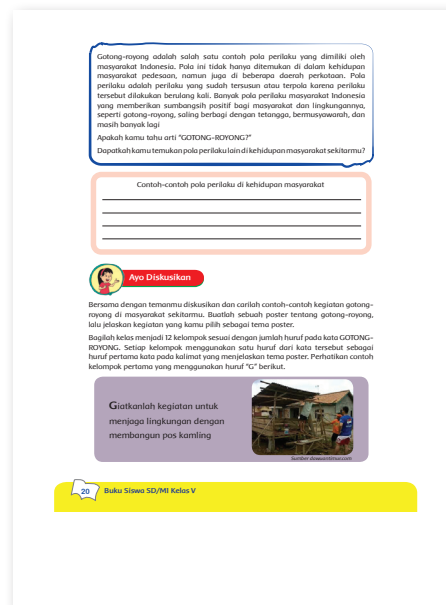 Gotong-royong adalah salah satu contoh pola perilaku yang dimiliki oleh
masyarakat Indonesia. Pola ini tidak hanya ditemukan di dalam kehidupan
masyarakat pedesaan, namun juga di beberapa daerah perkotaan. Pola
perilaku adalah perilaku yang sudah tersusun atau terpola karena perilaku
tersebut dilakukan berulang kali. Banyak pola perilaku masyarakat Indonesia
yang memberikan sumbangsih positif bagi masyarakat dan lingkungannya,
seperti gotong-royong, saling berbagi dengan tetangga, bermusyawarah, dan
masih banyak lagi
Apakah kamu tahu arti "GOTONG-ROYONG?"
Dapatkah kamu temukan pola perilaku lain di kehidupan masyarakat sekitarmu?
Contoh-contoh pola perilaku di kehidupan masyarakat
Ayo Diskusikan
Bersama dengan temanmu diskusikan dan carilah contoh-contoh kegiatan gotong-
royong di masyarakat sekitarmu. Buatlah sebuah poster tentang gotong-royong,
lalu jelaskan kegiatan yang kamu pilih sebagai tema poster.
Bagilah kelas menjadi 12 kelompok sesuai dengan jumlah huruf pada kata GOTONG-
ROYONG. Setiap kelompok menggunakan satu huruf dari kata tersebut sebagai
huruf pertama kata pada kalimat yang menjelaskan tema poster. Perhatikan contoh
kelompok pertama yang menggunakan huruf "G" berikut.
Giatkanlah kegiatan untuk
menjaga lingkungan dengan
membangun pos kamling
Sumber
20 Buku Siswa SD/MI Kelas V